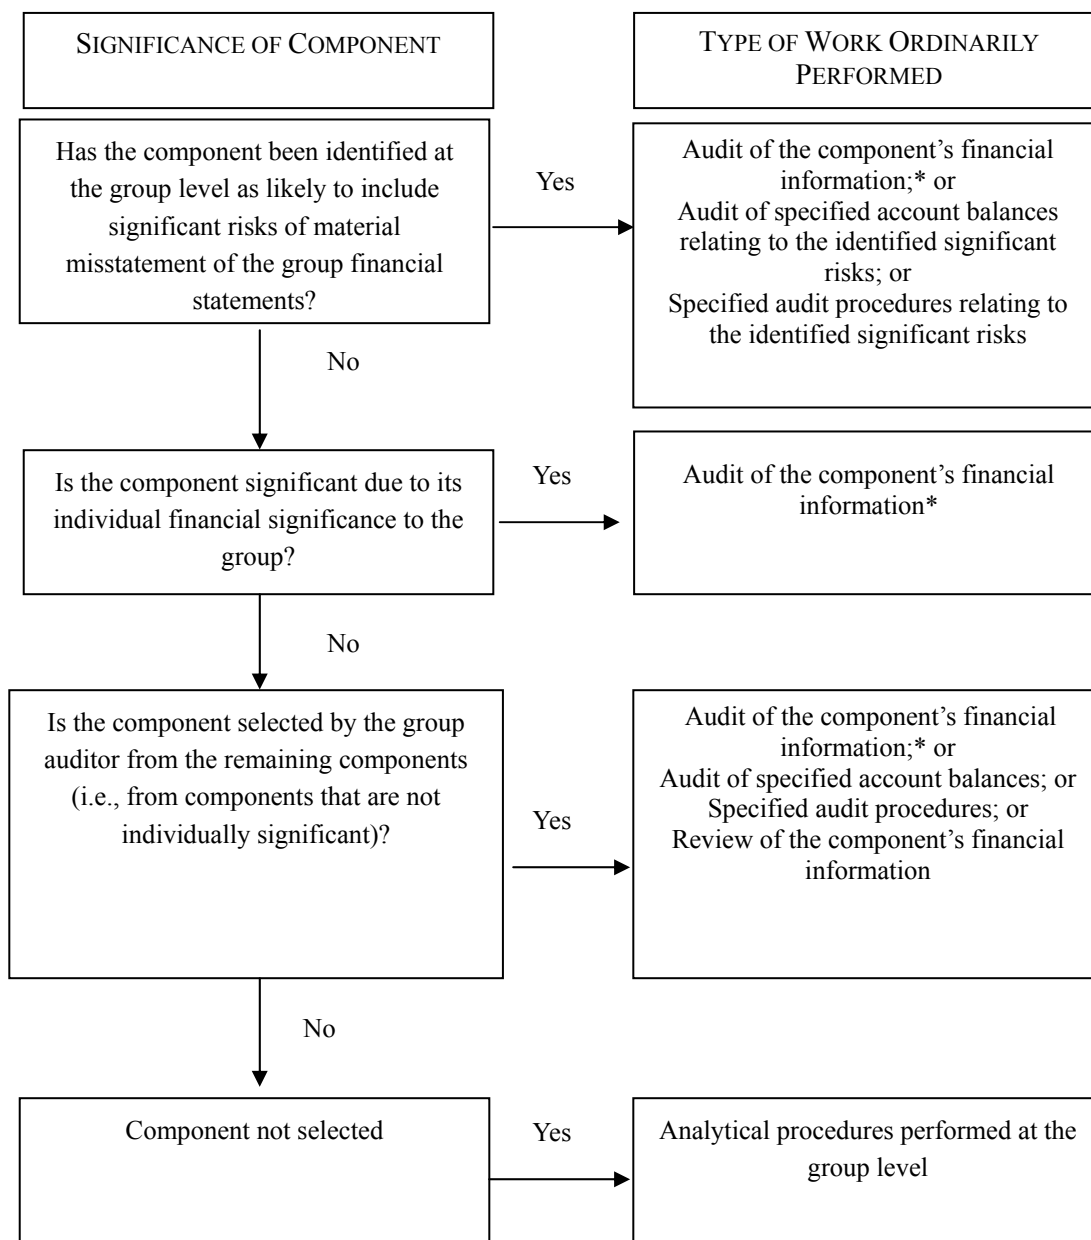 SIGNIFICANCE OF COMPONENT
TYPE OF WORK ORDINARILY
PERFORMED
Has the component been identified at
the group level as likely to include
significant risks of material
misstatement of the group financial
statements?
Yes
Audit of the component’s financial
information;* or
Audit of specified account balances
relating to the identified significant
risks; or
Specified audit procedures relating to
the identified significant risks
No
Is the component significant due to its
individual financial significance to the
group?
Yes
Audit of the component’s financial
information*
No
Is the component selected by the group
auditor from the remaining components
(i.e., from components that are not
individually significant)?
Yes
Audit of the component’s financial
information;* or
Audit of specified account balances; or
Specified audit procedures; or
Review of the component’s financial
information
No
Component not selected
Yes
Analytical procedures performed at the
group level